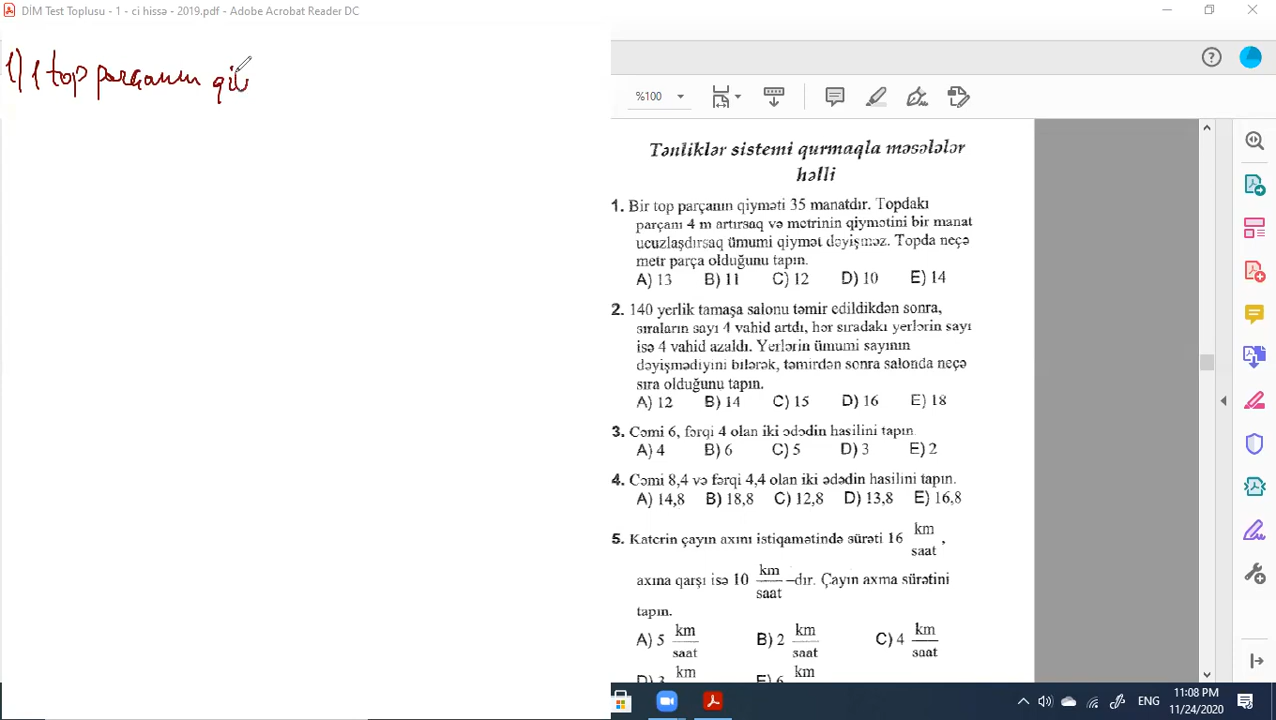 DİM Test Toplusu - 1 - ci hissə - 2019.pdf - Adobe Acrobat Reader DC
1) 1 top parçanın qi
%100
Tənliklər sistemi qurmaqla məsələlər
həlli
1. Bir top parçanın qiyməti 35 manatdır. Topdakı
parçanı 4 m artırsaq və metrinin qiymətini bir manat
ucuzlaşdırsaq ümumi qiymət dəyişməz. Topda neçə
metr parça olduğunu tapın.
A) 13 B) 11 C) 12 D) 10 E) 14
2. 140 yerlik tamaşa salonu təmir edildikdən sonra,
sıraların sayı 4 vahid artdı, hər sıradakı yerlərin sayı
isə 4 vahid azaldı. Yerlərin ümumi sayının
dəyişmədiyini bilərək, təmirdən sonra salonda neçə
sıra olduğunu tapın.
A) 12 B) 14 C) 15 D) 16 E) 18
3. Cəmi 6, fərqi 4 olan iki ədədin hasilini tapın.
A) 4 B) 6 C) 5 D) 3 E) 2
4. Cəmi 8,4 və fərqi 4,4 olan iki ədədin hasilini tapın.
A) 14,8 B) 18,8 C) 12,8 D) 13,8 E) 16,8
5. Katerin çayın axını istiqamətində sürəti 16 km/saat,
axına qarşı isə 10 km/saat –dır. Çayın axma sürətini
tapın.
A) 5 km/saat B) 2 km/saat C) 4 km/saat
D) 3 km E) 6 km
ENG
11:08 PM
11/24/2020